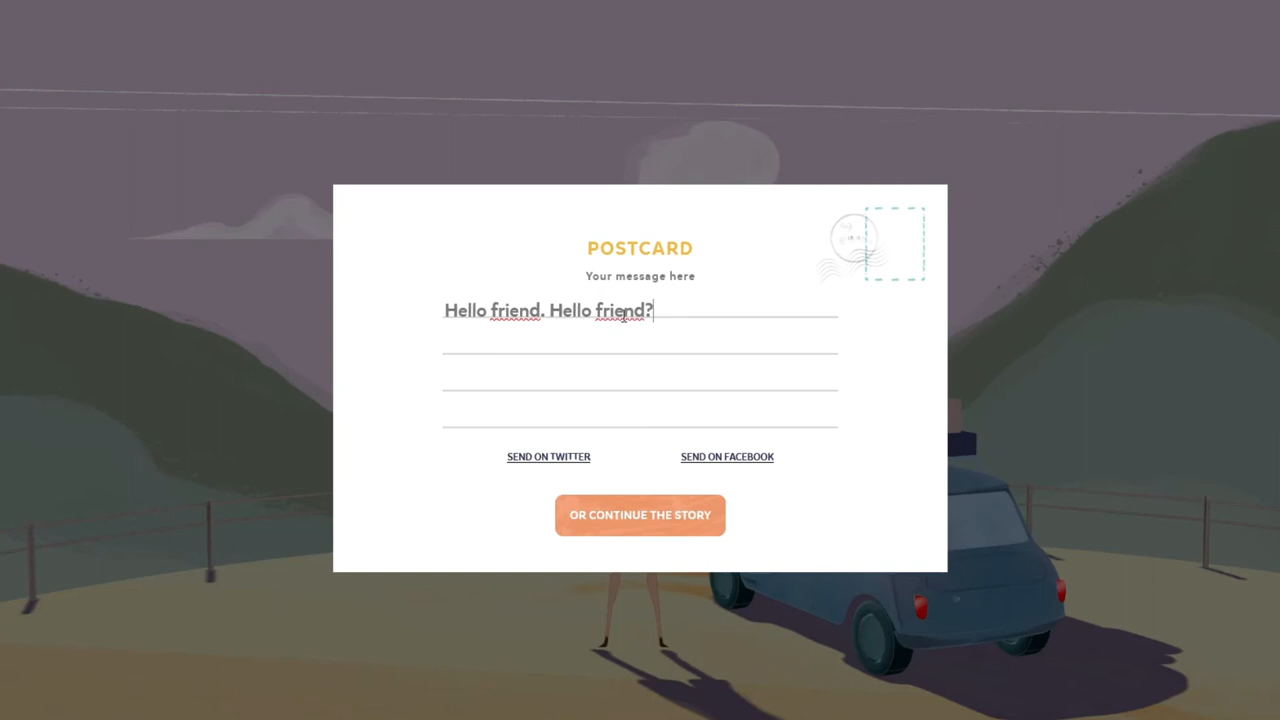 POSTCARD
Your message here
Hello friend. Hello friend?
SEND ON TWITTER
SEND ON FACEBOOK
OR CONTINUE THE STORY